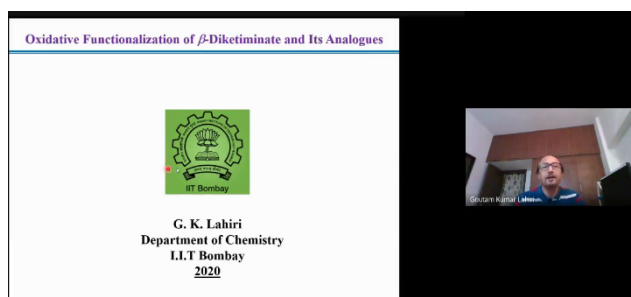 Oxidative Functionalization of β-Diketiminate and Its Analogues
IIT Bombay
G. K. Lahiri
Department of Chemistry
I.I.T Bombay
2020
Goutam Kumar Lahiri